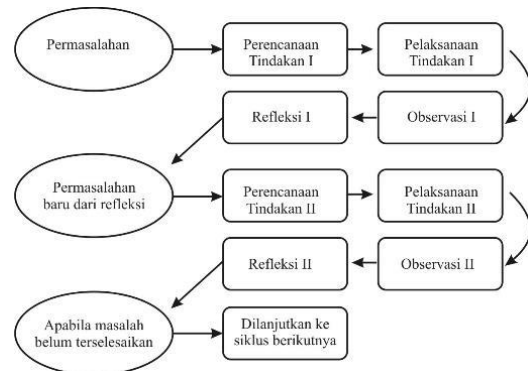 Permasalahan
Perencanaan
Tindakan I
Pelaksanaan
Tindakan I
Observasi I
Refleksi I
Permasalahan
baru dari refleksi
Perencanaan
Tindakan II
Pelaksanaan
Tindakan II
Observasi II
Refleksi II
Apabila masalah
belum terselesaikan
Dilanjutkan ke
siklus berikutnya